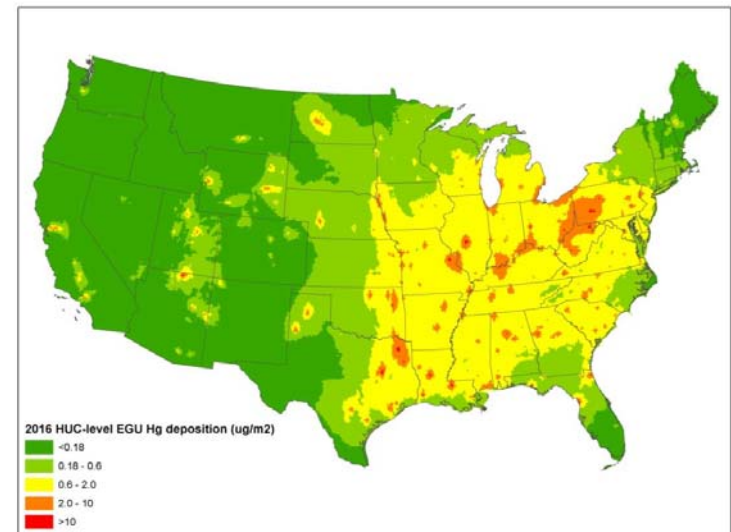 2016 HUC-level EGU Hg deposition (ug/m2)
<0.18
0.18 - 0.6
0.6 - 2.0
2.0 - 10
>10